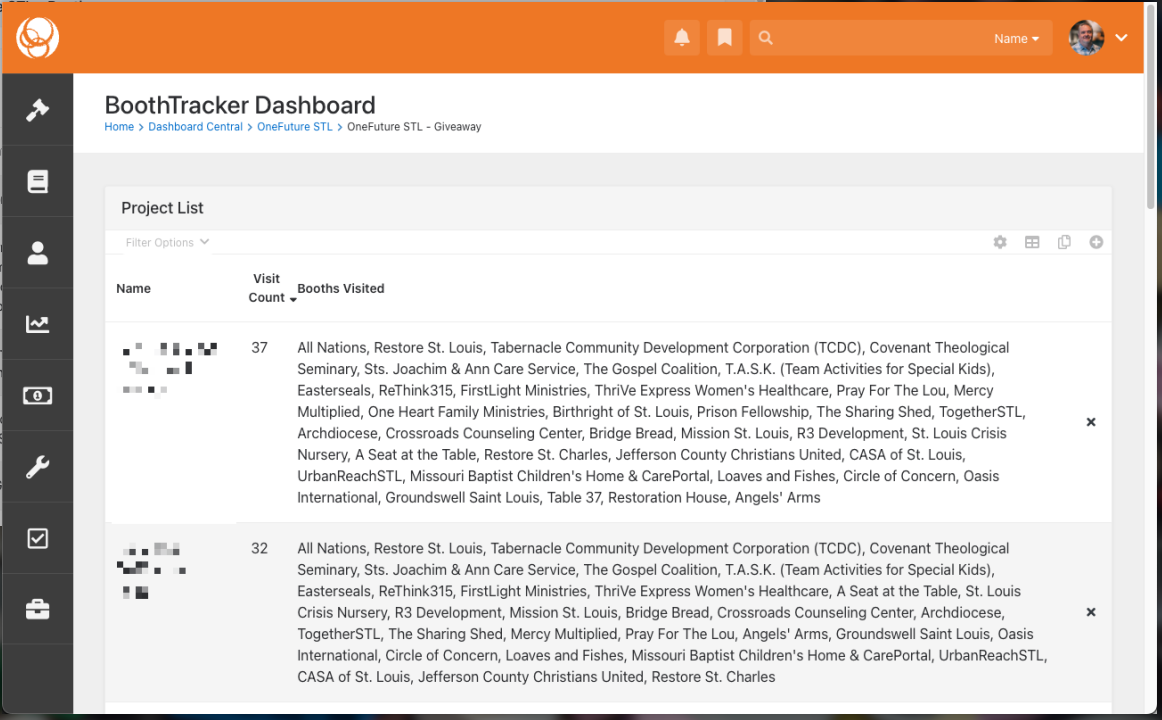 Name
BoothTracker Dashboard
Home > Dashboard Central > OneFuture STL > OneFuture STL - Giveaway
Project List
Filter Options
Name
Visit Count
Booths Visited
37
All Nations, Restore St. Louis, Tabernacle Community Development Corporation (TCDC), Covenant Theological
Seminary, Sts. Joachim & Ann Care Service, The Gospel Coalition, T.A.S.K. (Team Activities for Special Kids),
Easterseals, ReThink315, FirstLight Ministries, ThriVe Express Women's Healthcare, Pray For The Lou, Mercy
Multiplied, One Heart Family Ministries, Birthright of St. Louis, Prison Fellowship, The Sharing Shed, TogetherSTL,
Archdiocese, Crossroads Counseling Center, Bridge Bread, Mission St. Louis, R3 Development, St. Louis Crisis
Nursery, A Seat at the Table, Restore St. Charles, Jefferson County Christians United, CASA of St. Louis,
UrbanReachSTL, Missouri Baptist Children's Home & CarePortal, Loaves and Fishes, Circle of Concern, Oasis
International, Groundswell Saint Louis, Table 37, Restoration House, Angels' Arms
32
All Nations, Restore St. Louis, Tabernacle Community Development Corporation (TCDC), Covenant Theological
Seminary, Sts. Joachim & Ann Care Service, The Gospel Coalition, T.A.S.K. (Team Activities for Special Kids),
Easterseals, ReThink315, FirstLight Ministries, ThriVe Express Women's Healthcare, A Seat at the Table, St. Louis
Crisis Nursery, R3 Development, Mission St. Louis, Bridge Bread, Crossroads Counseling Center, Archdiocese,
TogetherSTL, The Sharing Shed, Mercy Multiplied, Pray For The Lou, Angels' Arms, Groundswell Saint Louis, Oasis
International, Circle of Concern, Loaves and Fishes, Missouri Baptist Children's Home & CarePortal, UrbanReachSTL,
CASA of St. Louis, Jefferson County Christians United, Restore St. Charles